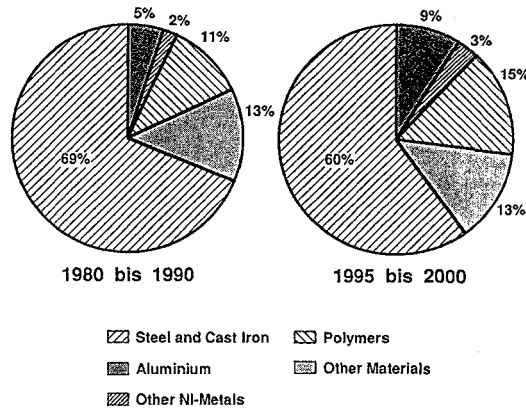 5%
2%
11%
13%
69%
9%
3%
15%
13%
60%
1980 bis 1990
1995 bis 2000
Steel and Cast Iron
Polymers
Aluminium
Other Materials
Other NI-Metals